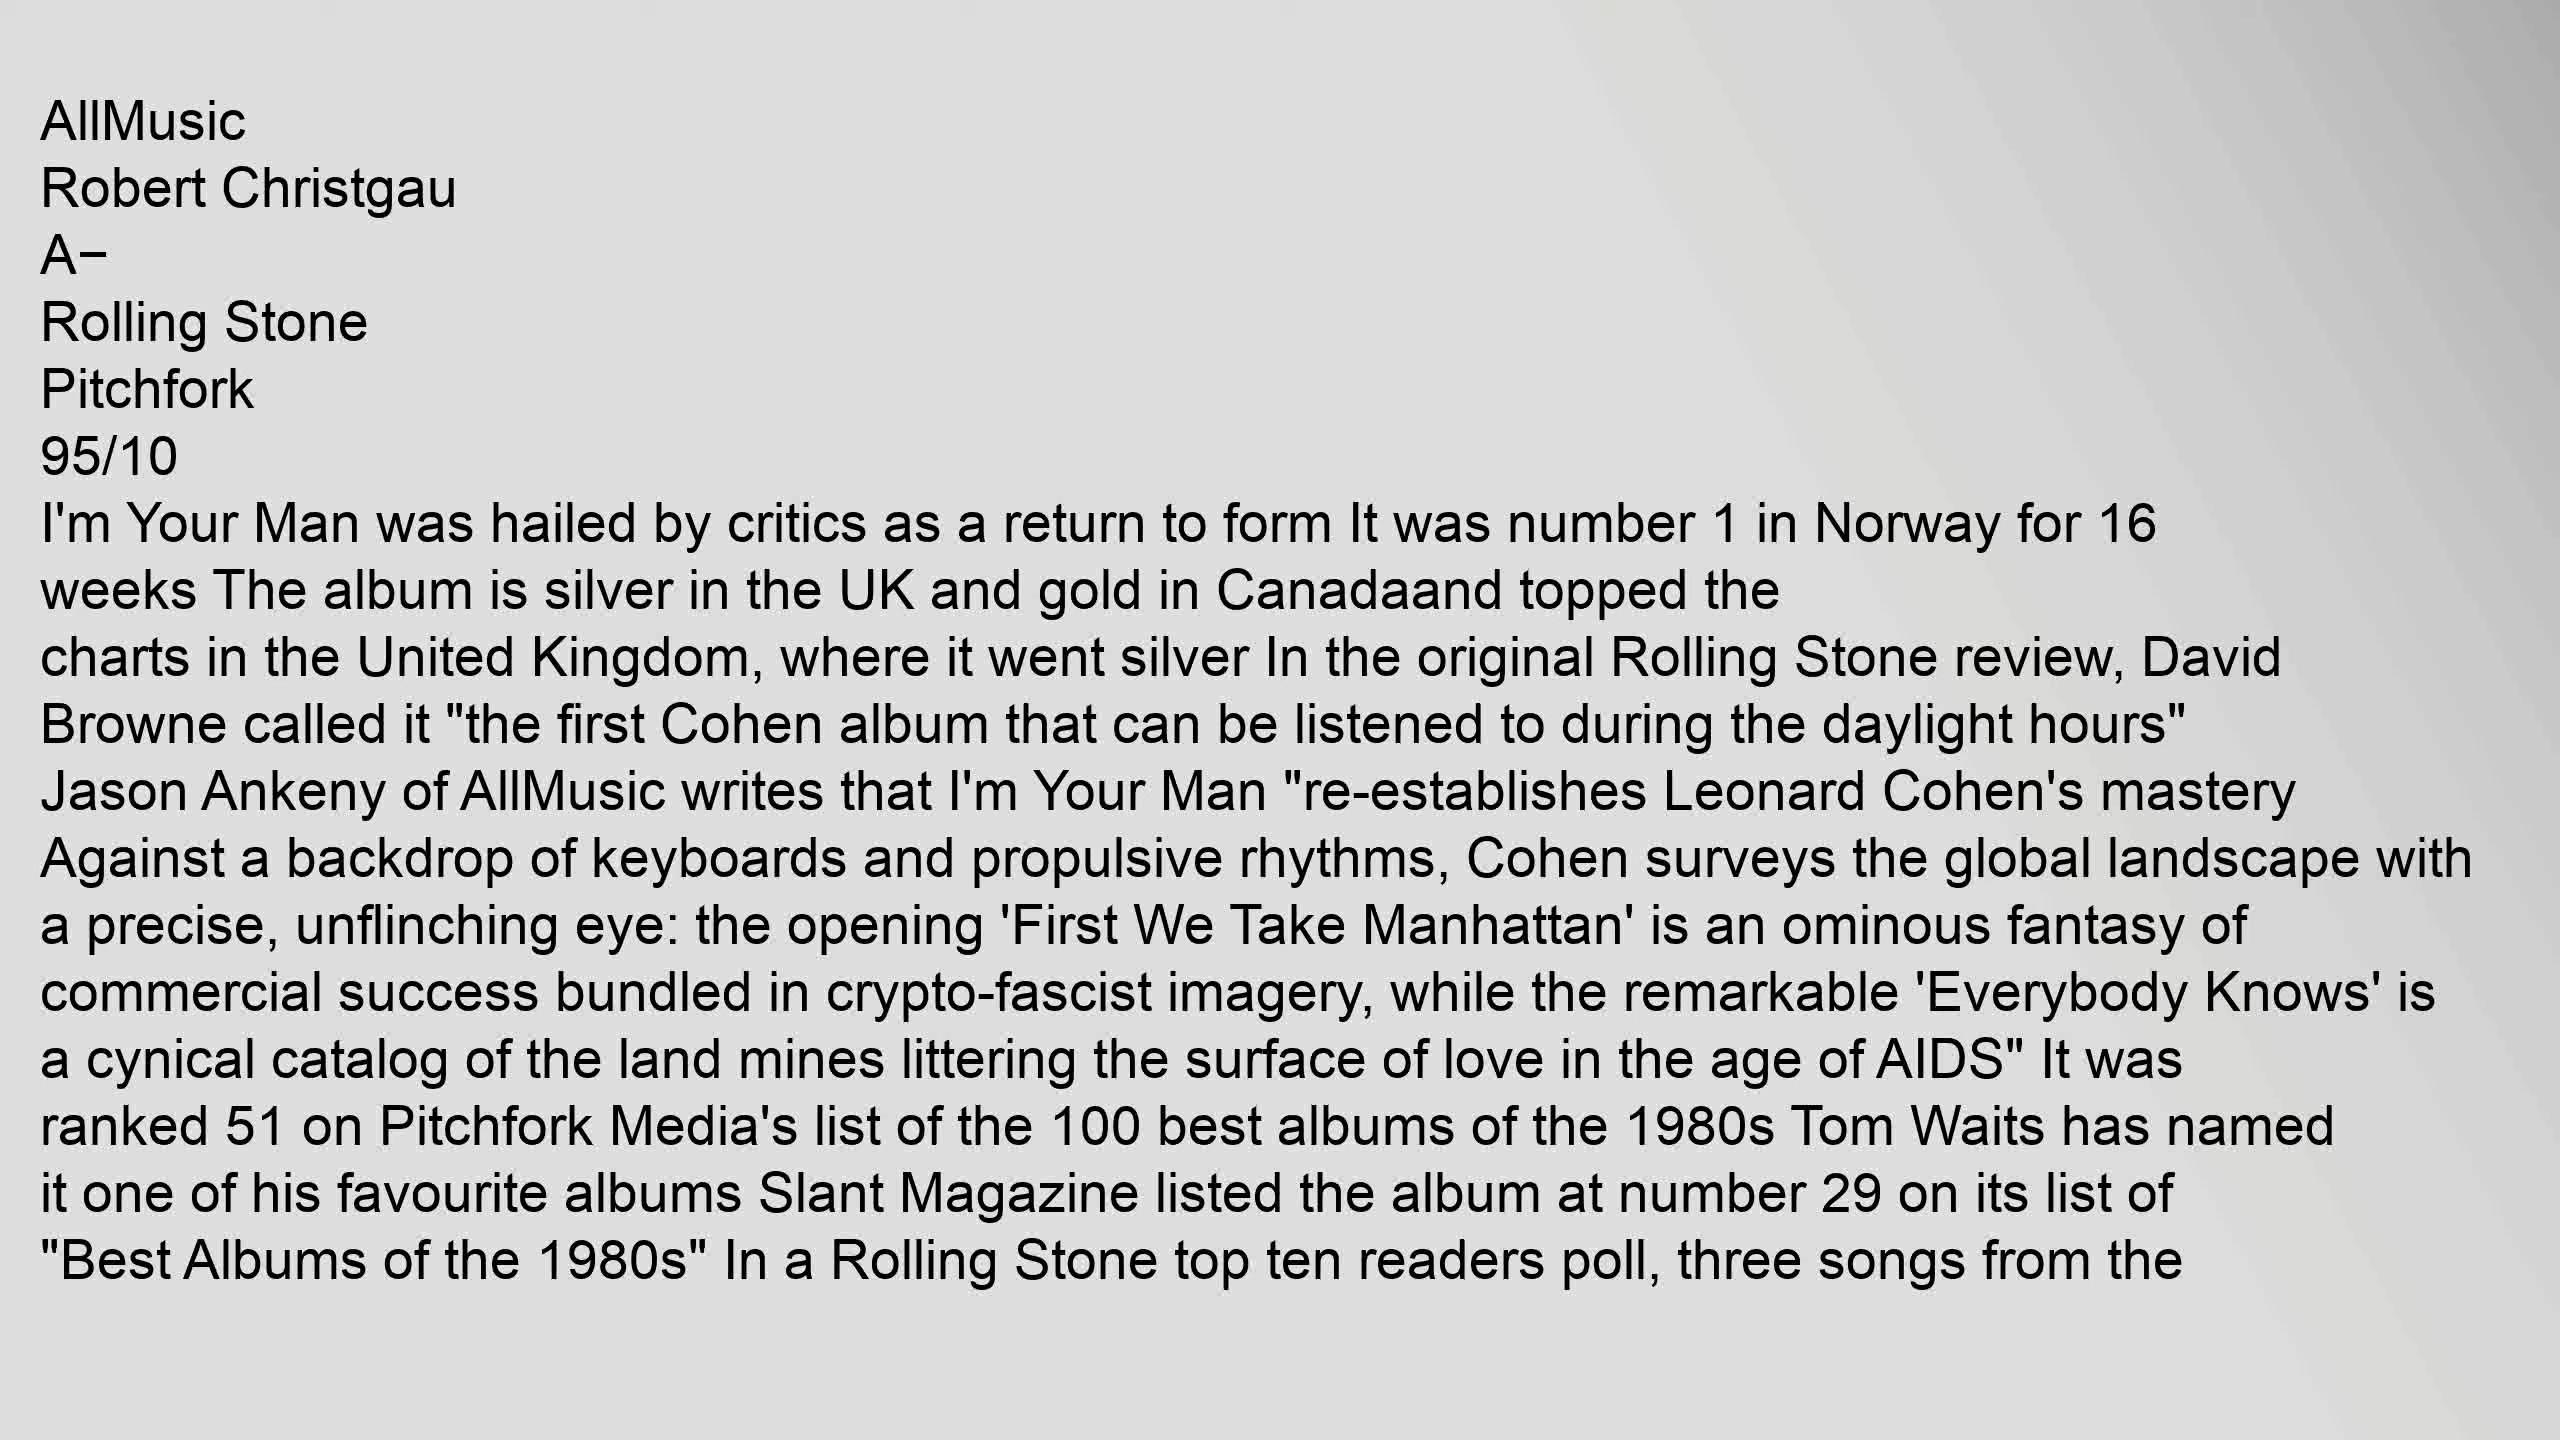 AllMusic
Robert Christgau
A−
Rolling Stone
Pitchfork
95/10
I'm Your Man was hailed by critics as a return to form It was number 1 in Norway for 16
weeks The album is silver in the UK and gold in Canadaand topped the
charts in the United Kingdom, where it went silver In the original Rolling Stone review, David
Browne called it "the first Cohen album that can be listened to during the daylight hours"
Jason Ankeny of AllMusic writes that I'm Your Man "re-establishes Leonard Cohen's mastery
Against a backdrop of keyboards and propulsive rhythms, Cohen surveys the global landscape with
a precise, unflinching eye: the opening 'First We Take Manhattan' is an ominous fantasy of
commercial success bundled in crypto-fascist imagery, while the remarkable 'Everybody Knows' is
a cynical catalog of the land mines littering the surface of love in the age of AIDS" It was
ranked 51 on Pitchfork Media's list of the 100 best albums of the 1980s Tom Waits has named
it one of his favourite albums Slant Magazine listed the album at number 29 on its list of
"Best Albums of the 1980s" In a Rolling Stone top ten readers poll, three songs from the